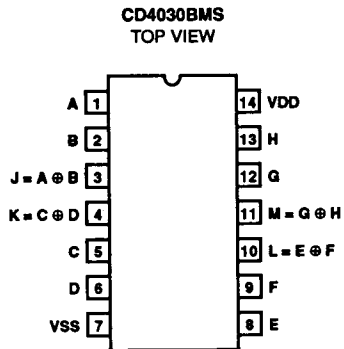 CD4030BMS
TOP VIEW
A 1
14 VDD
B 2
13 H
J = A ⊕ B 3
12 G
K = C ⊕ D 4
11 M = G ⊕ H
C 5
10 L = E ⊕ F
D 6
9 F
VSS 7
8 E